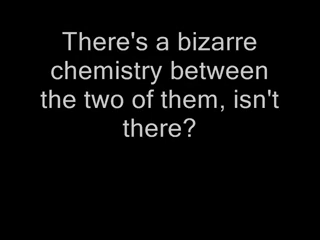 There's a bizarre
chemistry between
the two of them, isn't
there?